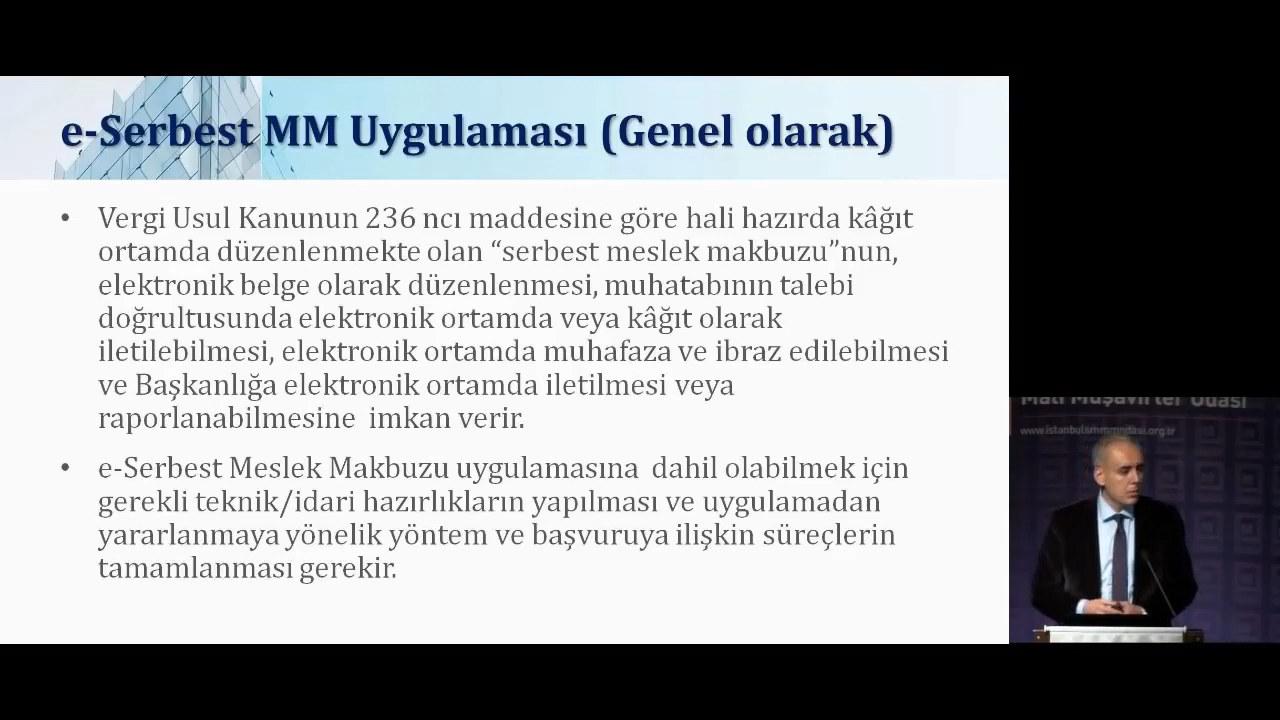 e-Serbest MM Uygulaması (Genel olarak)
• Vergi Usul Kanunun 236 ncı maddesine göre hali hazırda kâğıt
ortamda düzenlenmekte olan “serbest meslek makbuzu”nun,
elektronik belge olarak düzenlenmesi, muhatabının talebi
doğrultusunda elektronik ortamda veya kâğıt olarak
iletilebilmesi, elektronik ortamda muhafaza ve ibraz edilebilmesi
ve Başkanlığa elektronik ortamda iletilmesi veya
raporlanabilmesine  imkan verir.
• e-Serbest Meslek Makbuzu uygulamasına  dahil olabilmek için
gerekli teknik/idari hazırlıkların yapılması ve uygulamadan
yararlanmaya yönelik yöntem ve başvuruya ilişkin süreçlerin
tamamlanması gerekir.
Mali Müşavirler Odası